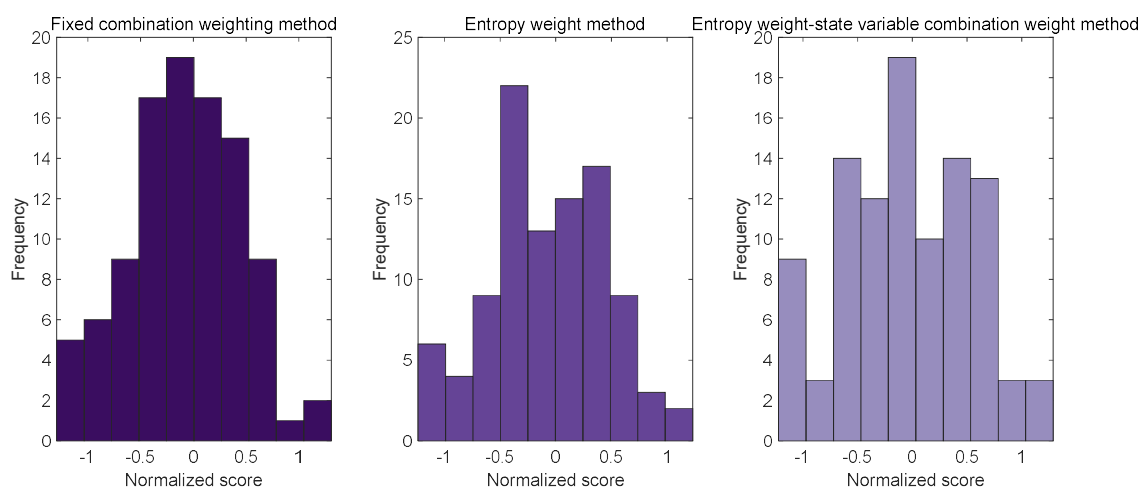 Fixed combination weighting method
20
18
16
14
12
10
8
6
4
2
0
Frequency
-1 -0.5 0 0.5 1
Normalized score
Entropy weight method
25
20
15
10
5
0
Frequency
-1 -0.5 0 0.5 1
Normalized score
Entropy weight-state variable combination weight method
20
18
16
14
12
10
8
6
4
2
0
Frequency
-1 -0.5 0 0.5 1
Normalized score